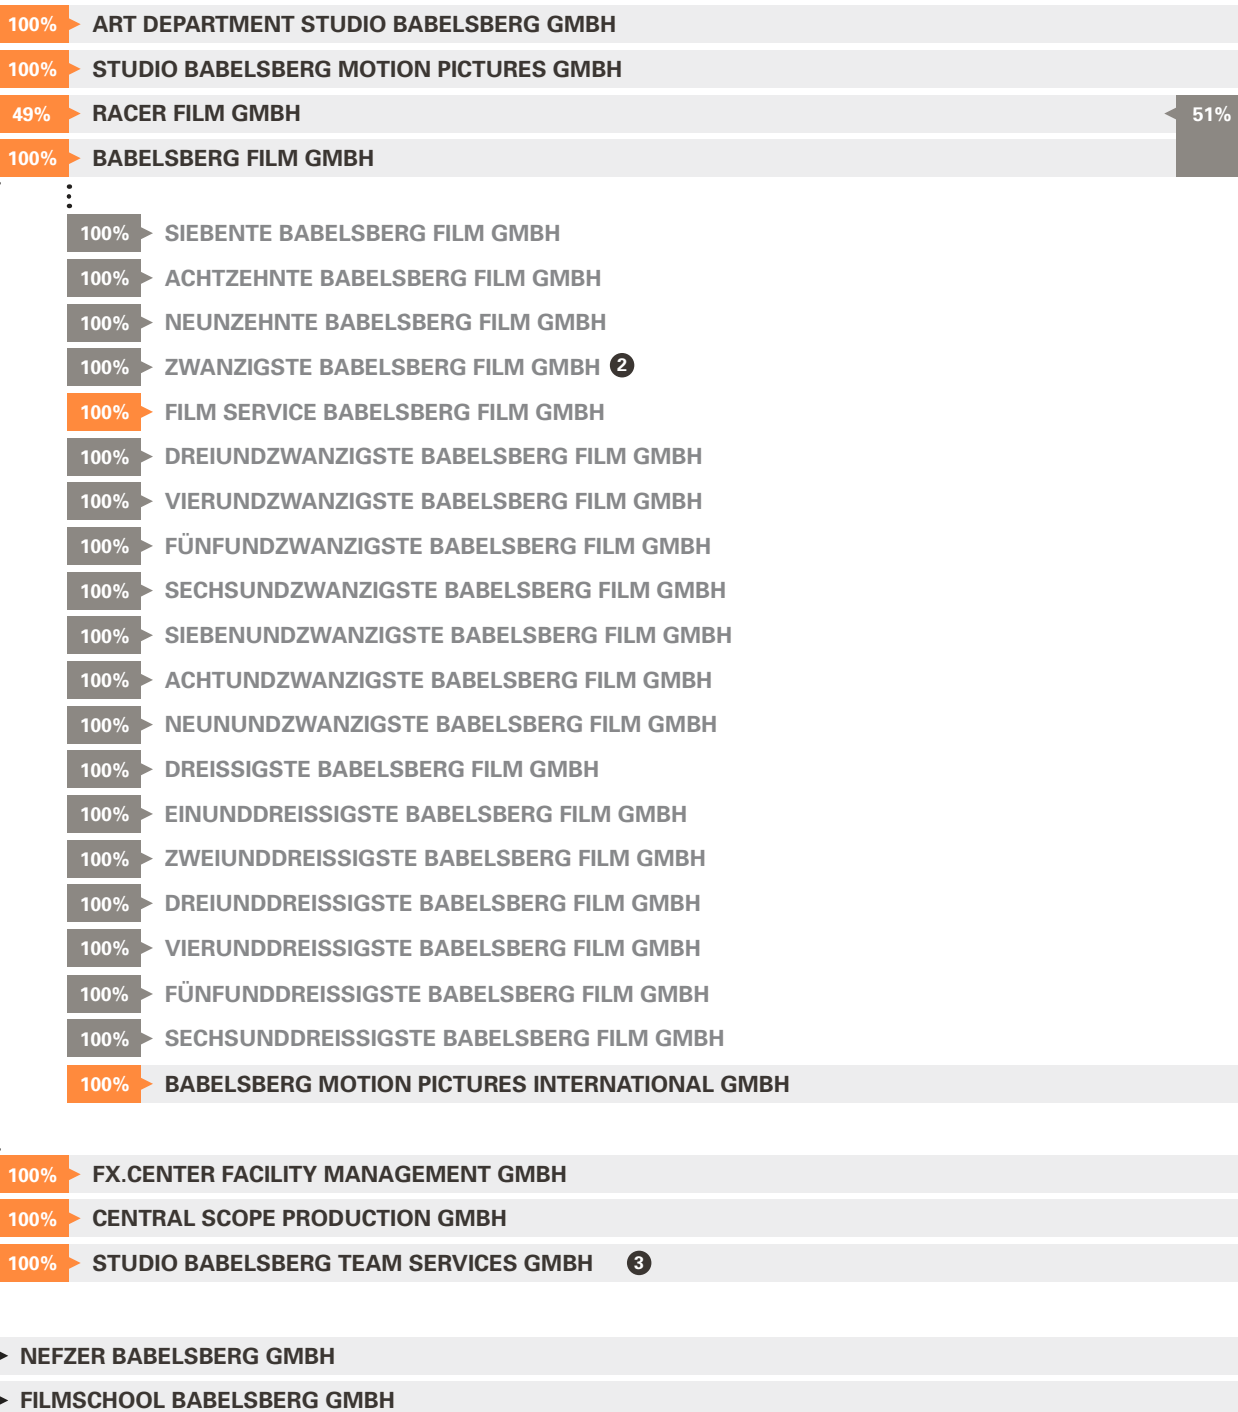 100% ART DEPARTMENT STUDIO BABELSBERG GMBH
100% STUDIO BABELSBERG MOTION PICTURES GMBH
49% RACER FILM GMBH 51%
100% BABELSBERG FILM GMBH
100% SIEBENTE BABELSBERG FILM GMBH
100% ACHTZEHNTE BABELSBERG FILM GMBH
100% NEUNZEHNTE BABELSBERG FILM GMBH
100% ZWANZIGSTE BABELSBERG FILM GMBH 2
100% FILM SERVICE BABELSBERG FILM GMBH
100% DREIUNDZWANZIGSTE BABELSBERG FILM GMBH
100% VIERUNDZWANZIGSTE BABELSBERG FILM GMBH
100% FÜNFUNDZWANZIGSTE BABELSBERG FILM GMBH
100% SECHSUNDZWANZIGSTE BABELSBERG FILM GMBH
100% SIEBENUNDZWANZIGSTE BABELSBERG FILM GMBH
100% ACHTUNDZWANZIGSTE BABELSBERG FILM GMBH
100% NEUNUNDZWANZIGSTE BABELSBERG FILM GMBH
100% DREISSIGSTE BABELSBERG FILM GMBH
100% EINUNDDREISSIGSTE BABELSBERG FILM GMBH
100% ZWEIUNDDREISSIGSTE BABELSBERG FILM GMBH
100% DREIUNDDREISSIGSTE BABELSBERG FILM GMBH
100% VIERUNDDREISSIGSTE BABELSBERG FILM GMBH
100% FÜNFUNDDREISSIGSTE BABELSBERG FILM GMBH
100% SECHSUNDDREISSIGSTE BABELSBERG FILM GMBH
100% BABELSBERG MOTION PICTURES INTERNATIONAL GMBH
100% FX.CENTER FACILITY MANAGEMENT GMBH
100% CENTRAL SCOPE PRODUCTION GMBH
100% STUDIO BABELSBERG TEAM SERVICES GMBH 3
NEFZER BABELSBERG GMBH
FILMSCHOOL BABELSBERG GMBH